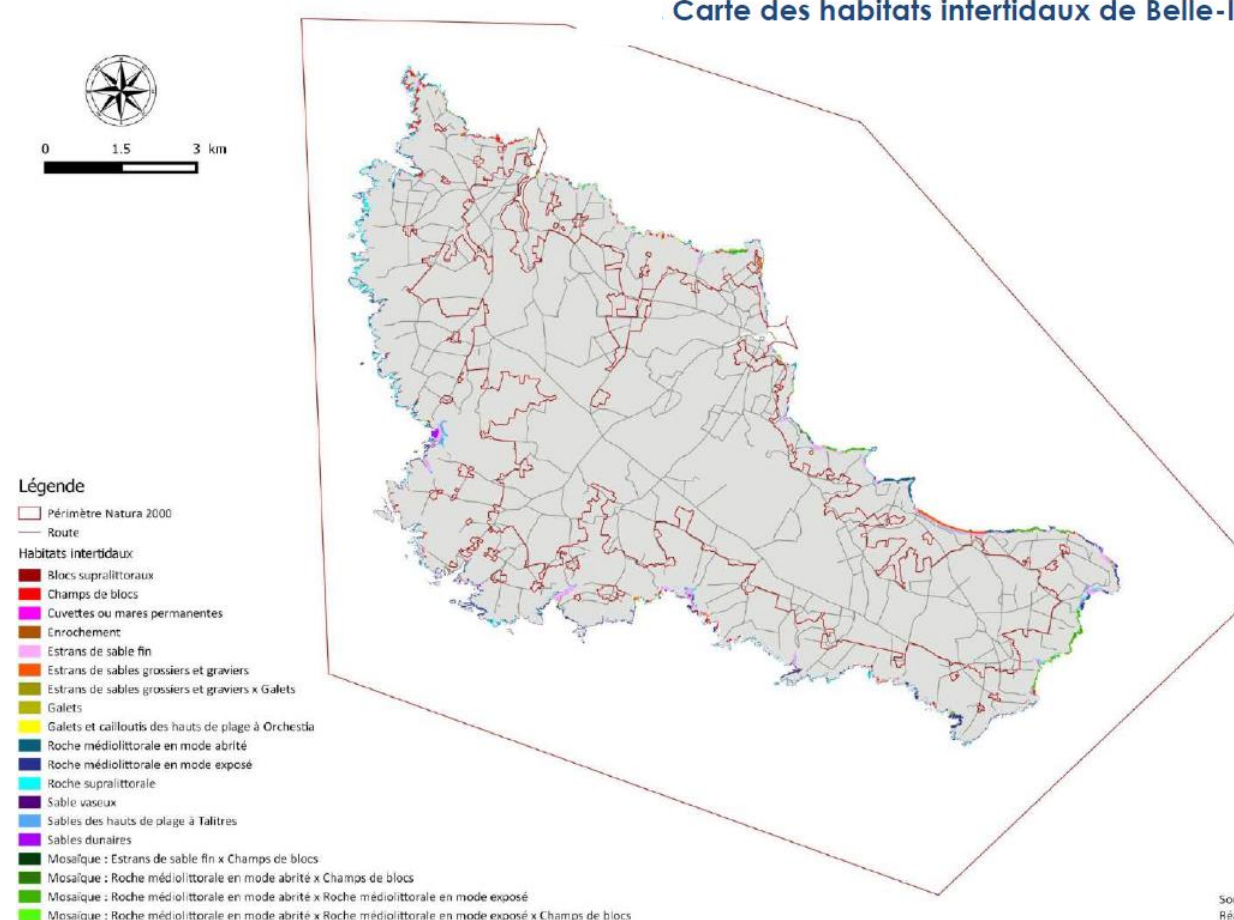 . Carte des habitats intertidaux de Belle-I
0 1.5 3 km
Légende
Périmètre Natura 2000
Route
Habitats intertidaux
Blocs supralittoraux
Champs de blocs
Cuvettes ou mares permanentes
Enrochement
Estrans de sable fin
Estrans de sables grossiers et graviers
Estrans de sables grossiers et graviers x Galets
Galets
Galets et cailloutis des hauts de plage à Orchestia
Roche médiolittorale en mode abrité
Roche médiolittorale en mode exposé
Roche supralittorale
Sable vaseux
Sables des hauts de plage à Talitres
Sables dunaires
Mosaïque : Estrans de sable fin x Champs de blocs
Mosaïque : Roche médiolittorale en mode abrité x Champs de blocs
Mosaïque : Roche médiolittorale en mode abrité x Roche médiolittorale en mode exposé
Mosaïque : Roche médiolittorale en mode abrité x Roche médiolittorale en mode exposé x Champs de blocs
Sou
Réa